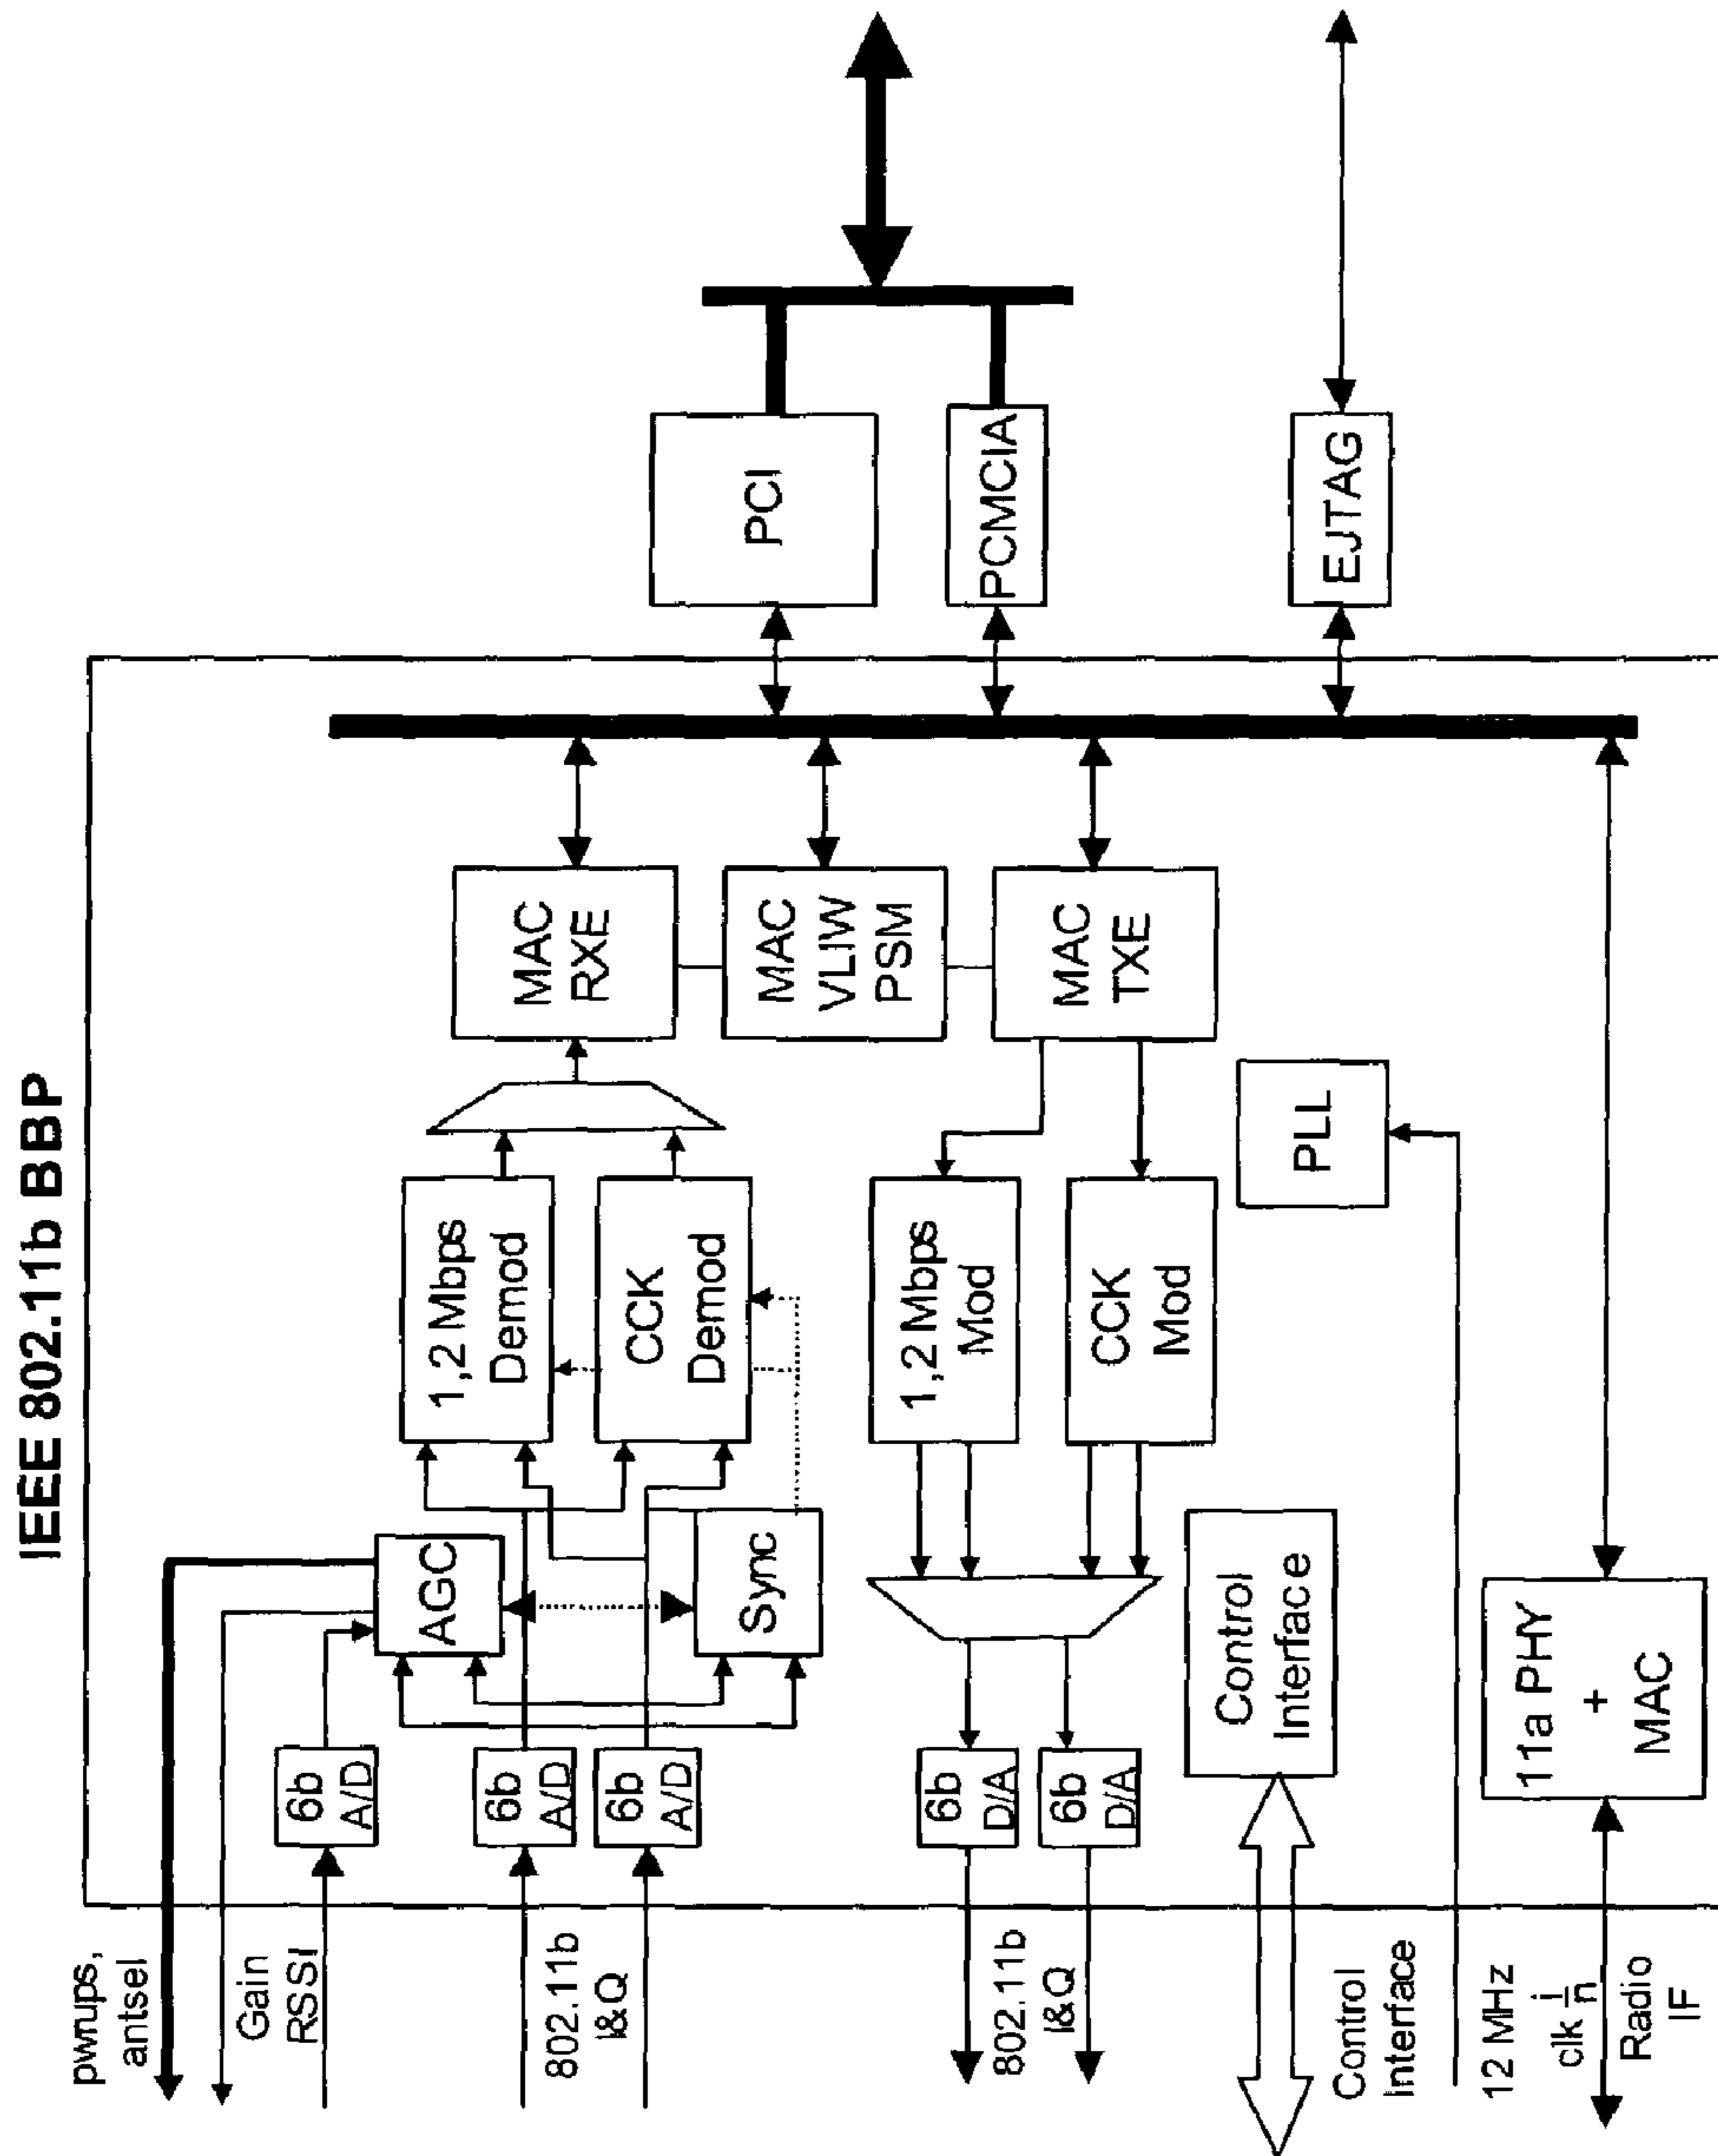 IEEE 802.11b BBP
pwrups,
antsel
Gain
RSSI
802.11b
I&Q
802.11b
I&Q
Control
Interface
12 MHz
clk i/n
Radio
IF
6b
A/D
6b
A/D
6b
A/D
6b
D/A
6b
D/A
AGC
Sync
Control
Interface
11a PHY
+
MAC
1,2 Mbps
Demod
CCK
Demod
1,2 Mbps
Mod
CCK
Mod
PLL
MAC
RXE
MAC
VLIW
PSM
MAC
TXE
PCI
PCMCIA
EJTAG